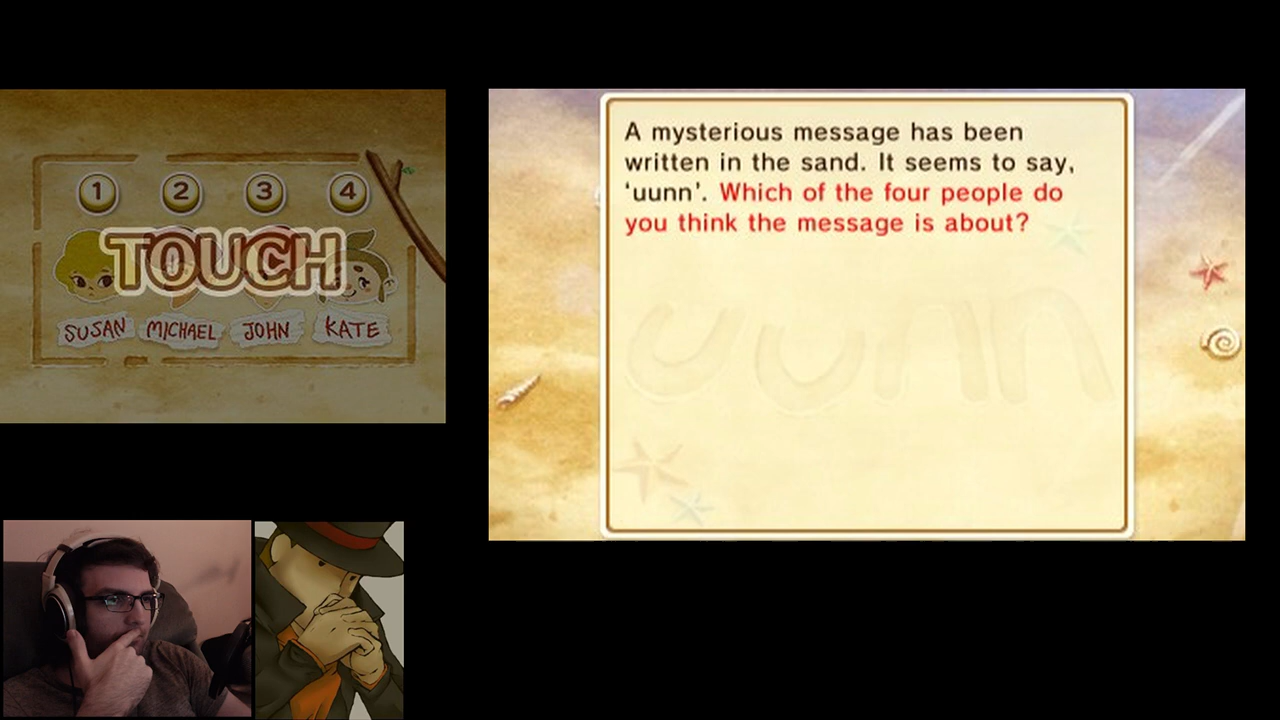 1 2 3 4
TOUCH
SUSAN MICHAEL JOHN KATE
A mysterious message has been
written in the sand. It seems to say,
‘uunn’. Which of the four people do
you think the message is about?
uunn